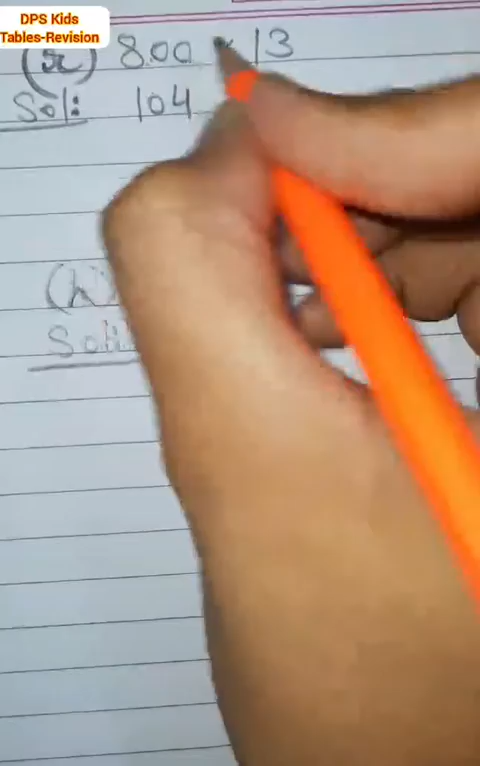 DPS Kids
Tables-Revision
800 × 13
Sol: 104
(h)
Sol: